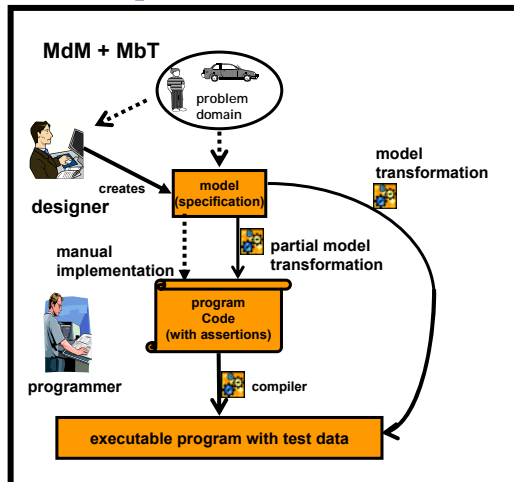 MdM + MbT
problem
domain
model
transformation
creates
designer
model
(specification)
manual
implementation
partial model
transformation
program
Code
(with assertions)
programmer
compiler
executable program with test data